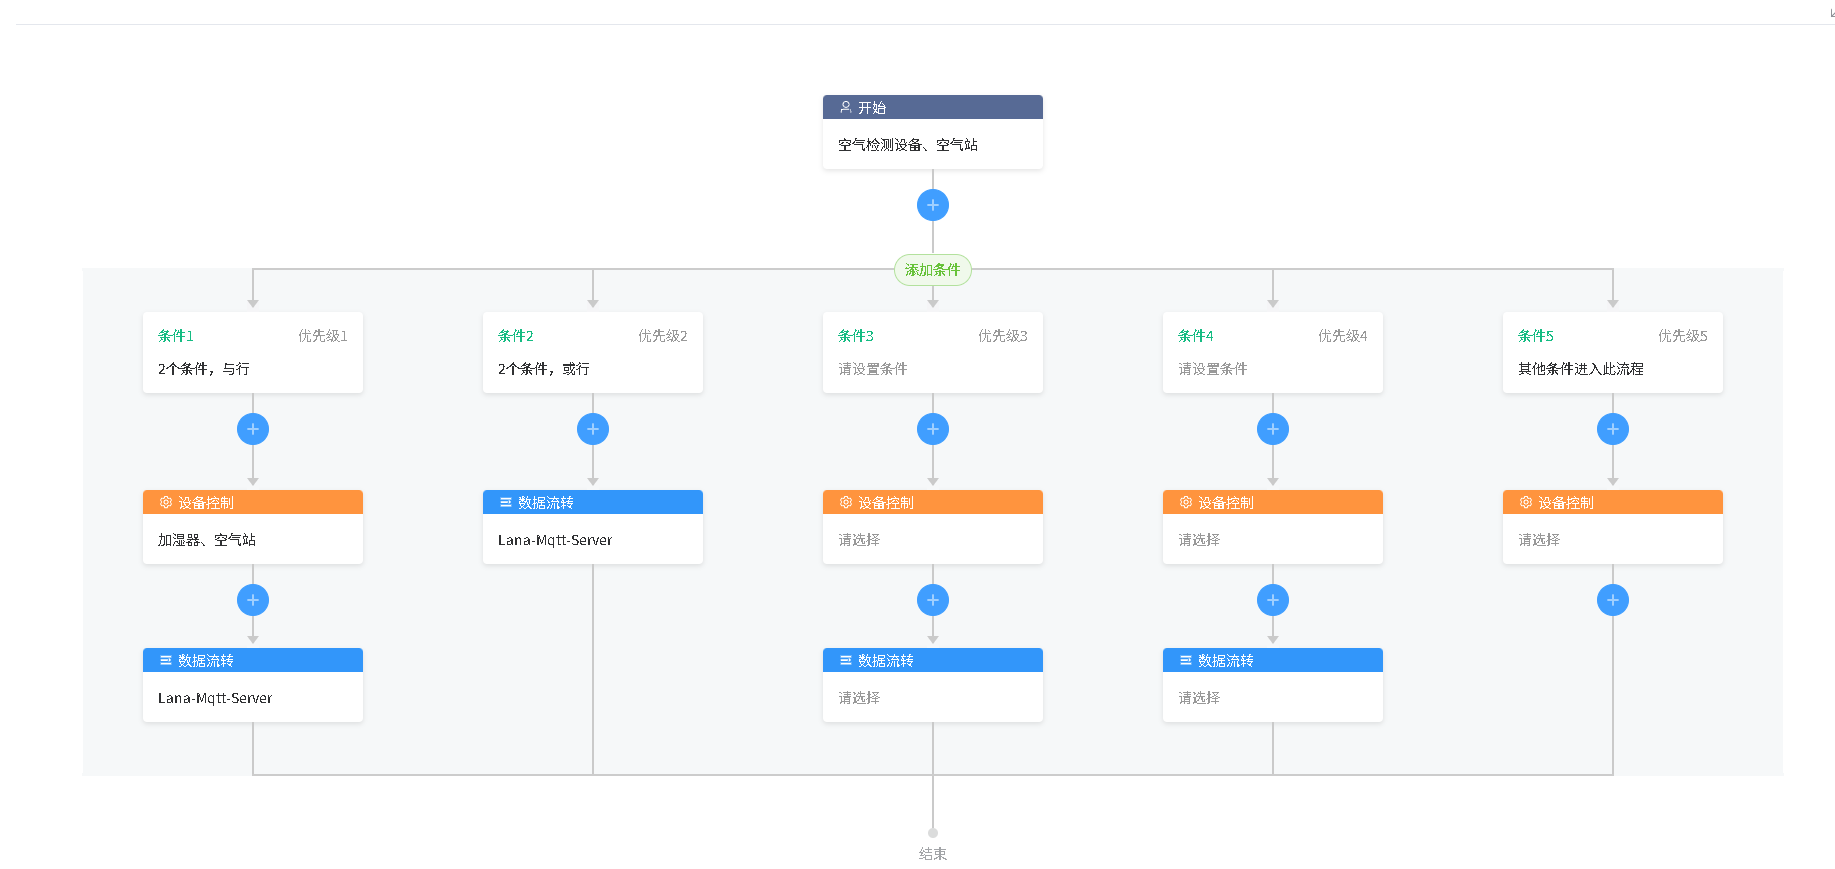 开始
空气检测设备、空气站
添加条件
条件1 优先级1
2个条件，与行
条件2 优先级2
2个条件，或行
条件3 优先级3
请设置条件
条件4 优先级4
请设置条件
条件5 优先级5
其他条件进入此流程
设备控制
加湿器、空气站
数据流转
Lana-Mqtt-Server
设备控制
请选择
设备控制
请选择
设备控制
请选择
数据流转
Lana-Mqtt-Server
数据流转
请选择
数据流转
请选择
结束